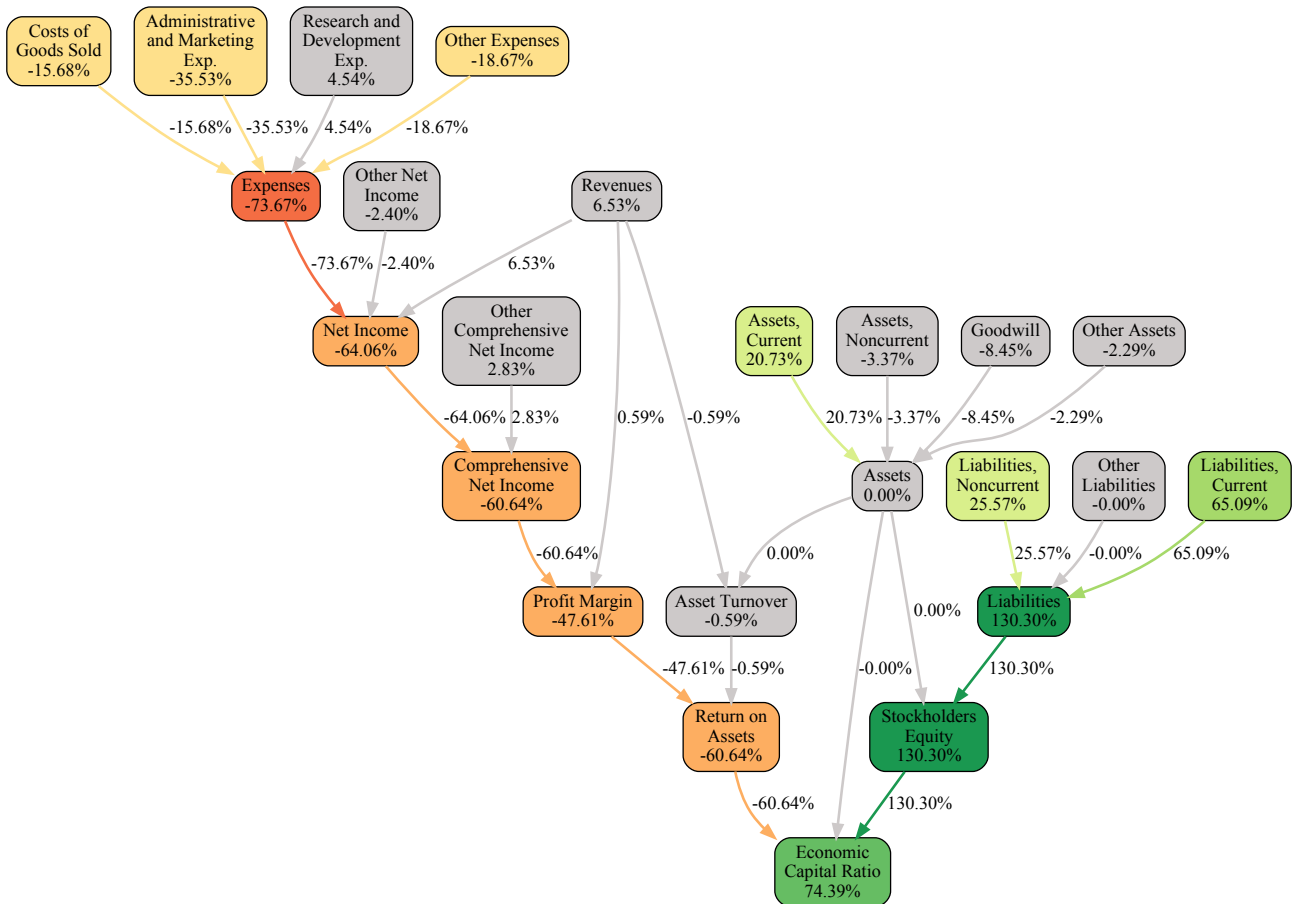 Costs of
Goods Sold
-15.68%
Administrative
and Marketing
Exp.
-35.53%
Research and
Development
Exp.
4.54%
Other Expenses
-18.67%
-15.68%
-35.53%
4.54%
-18.67%
Expenses
-73.67%
Other Net
Income
-2.40%
Revenues
6.53%
-73.67%
-2.40%
6.53%
Net Income
-64.06%
Other
Comprehensive
Net Income
2.83%
Assets,
Current
20.73%
Assets,
Noncurrent
-3.37%
Goodwill
-8.45%
Other Assets
-2.29%
-64.06%
2.83%
0.59%
-0.59%
20.73%
-3.37%
-8.45%
-2.29%
Comprehensive
Net Income
-60.64%
Assets
0.00%
Liabilities,
Noncurrent
25.57%
Other
Liabilities
-0.00%
Liabilities,
Current
65.09%
-60.64%
0.00%
25.57%
-0.00%
65.09%
Profit Margin
-47.61%
Asset Turnover
-0.59%
0.00%
Liabilities
130.30%
-47.61%
-0.59%
-0.00%
130.30%
Return on
Assets
-60.64%
Stockholders
Equity
130.30%
-60.64%
130.30%
Economic
Capital Ratio
74.39%